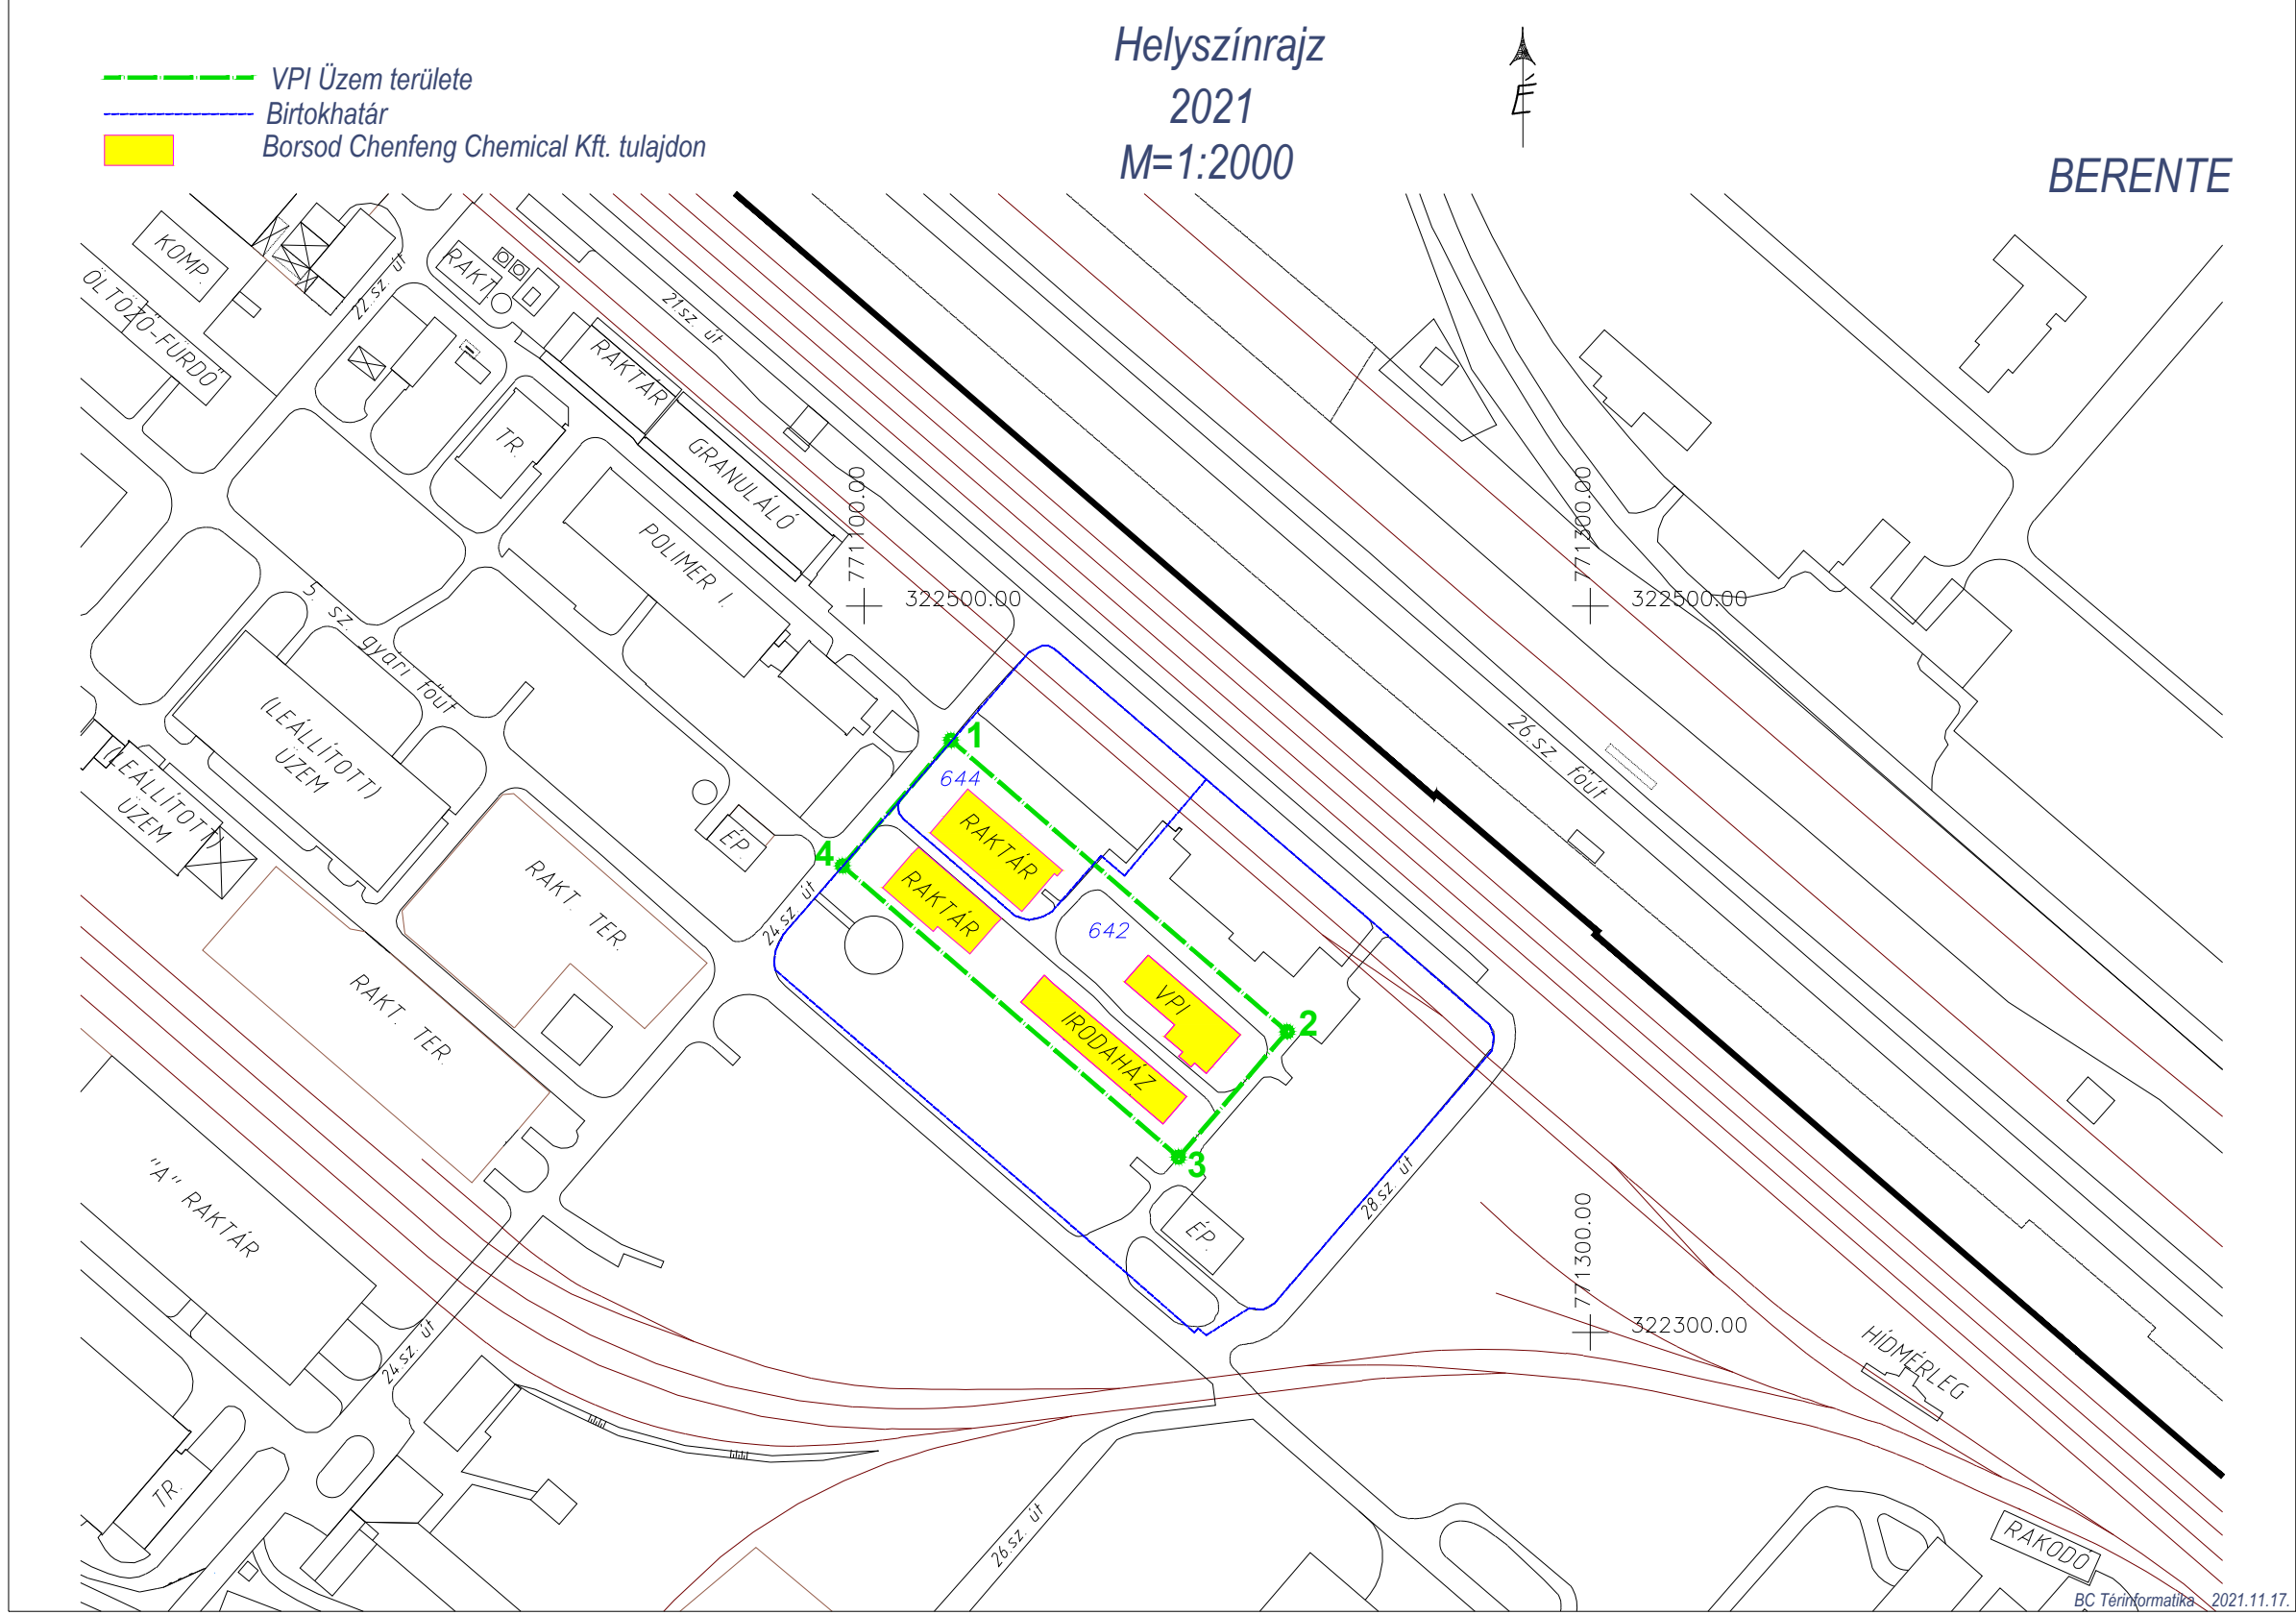 Helyszínrajz
2021
M=1:2000
É
BERENTE
VPI Üzem területe
Birtokhatár
Borsod Chenfeng Chemical Kft. tulajdon
KOMP.
ÖLTÖZŐ-FÜRDŐ
22.sz. út
RAKT.
21.sz. út
RAKTÁR
TR.
GRANULÁLÓ
POLIMER I.
771100.00
322500.00
771300.00
322500.00
5. sz. gyári főút
(LEÁLLÍTOTT)
ÜZEM
(LEÁLLÍTOTT)
ÜZEM
26.sz. főút
1
644
RAKTÁR
4
ÉP.
RAKTÁR
24.sz. út
642
RAKT. TER.
RAKT. TER.
VPI
IRODAHÁZ
2
3
"A" RAKTÁR
28.sz. út
ÉP.
771300.00
322300.00
HÍDMÉRLEG
24.sz. út
TR.
26.sz. út
RAKODÓ
BC Térinformatika 2021.11.17.